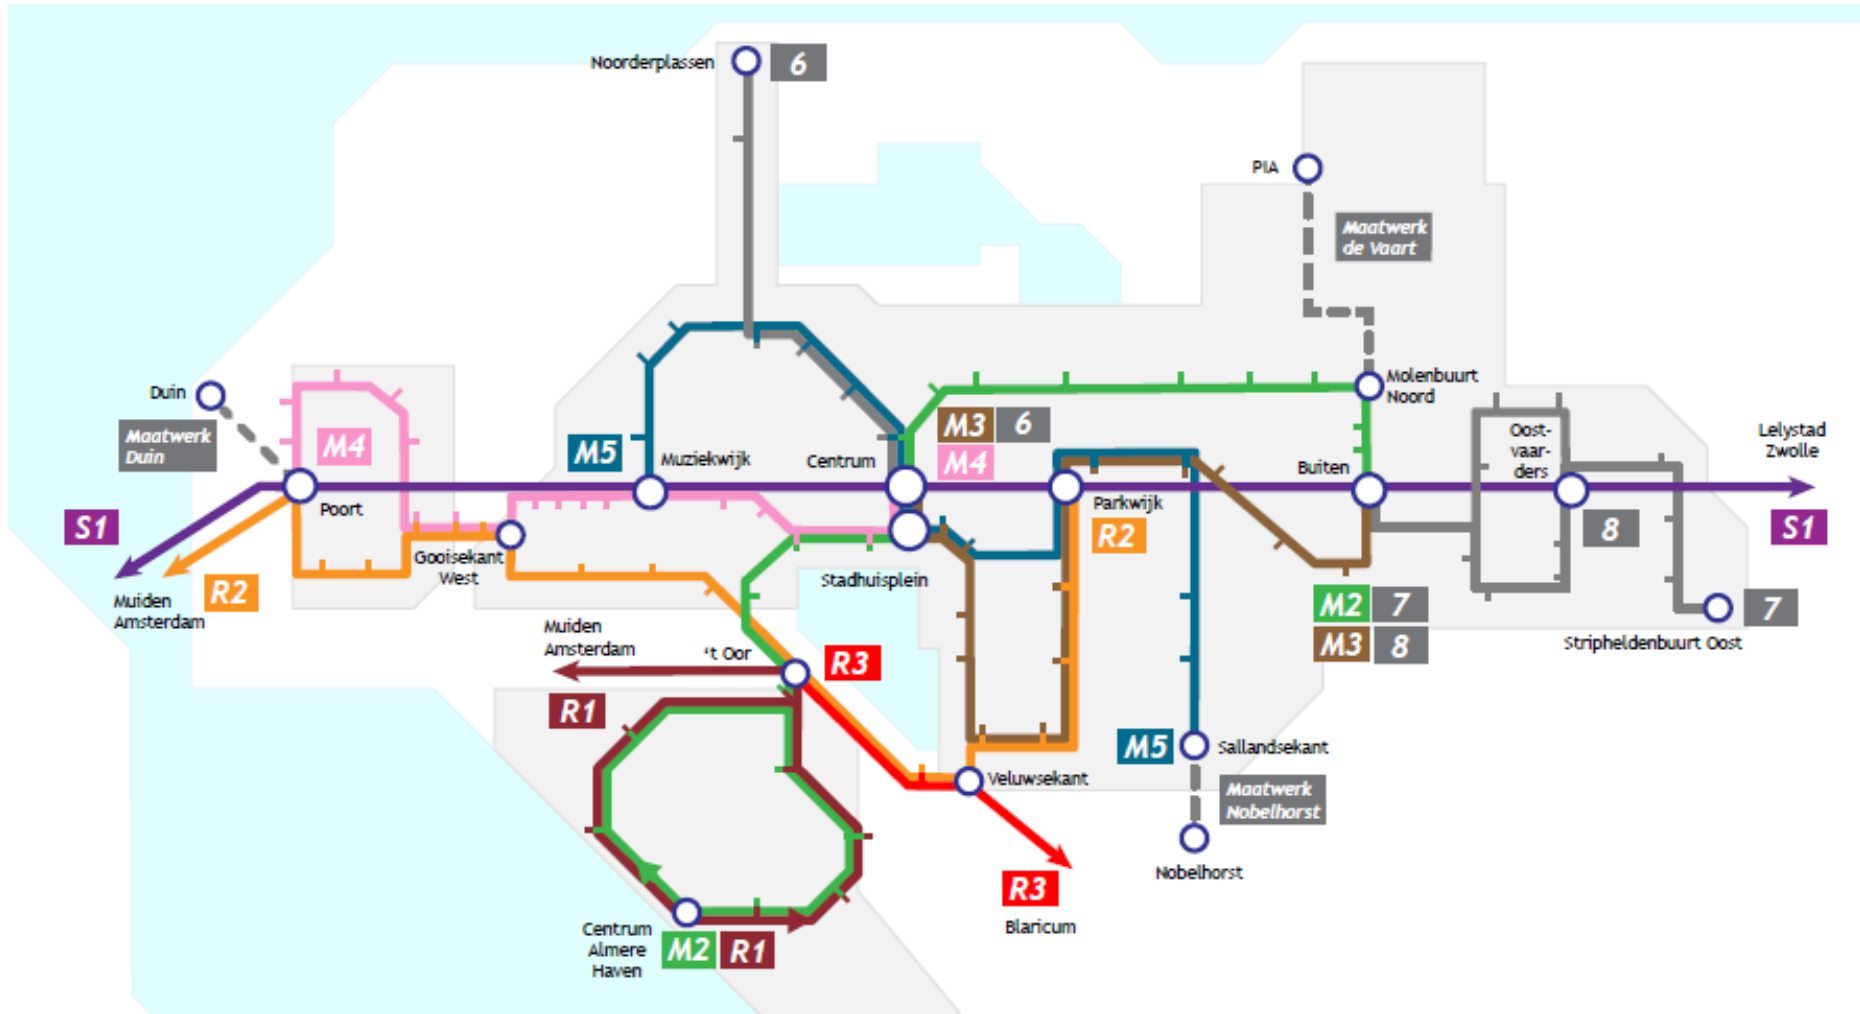 Noorderplassen
6
PIA
Maatwerk
de Vaart
Duin
Maatwerk
Duin
M4
M5
Muziekwijk
Centrum
M3 6
M4
Molenbuurt
Noord
Oost-
vaar-
ders
Lelystad
Zwolle
Buiten
Parkwijk
R2
Poort
S1
Gooisekant
West
Stadhuisplein
8
S1
R2
Muiden
Amsterdam
M2 7
M3 8
7
Stripheldenbuurt Oost
Muiden
Amsterdam
't Oor
R3
R1
M5
Sallandsekant
Veluwsekant
Maatwerk
Nobelhorst
Nobelhorst
R3
Blaricum
Centrum
Almere
Haven
M2 R1